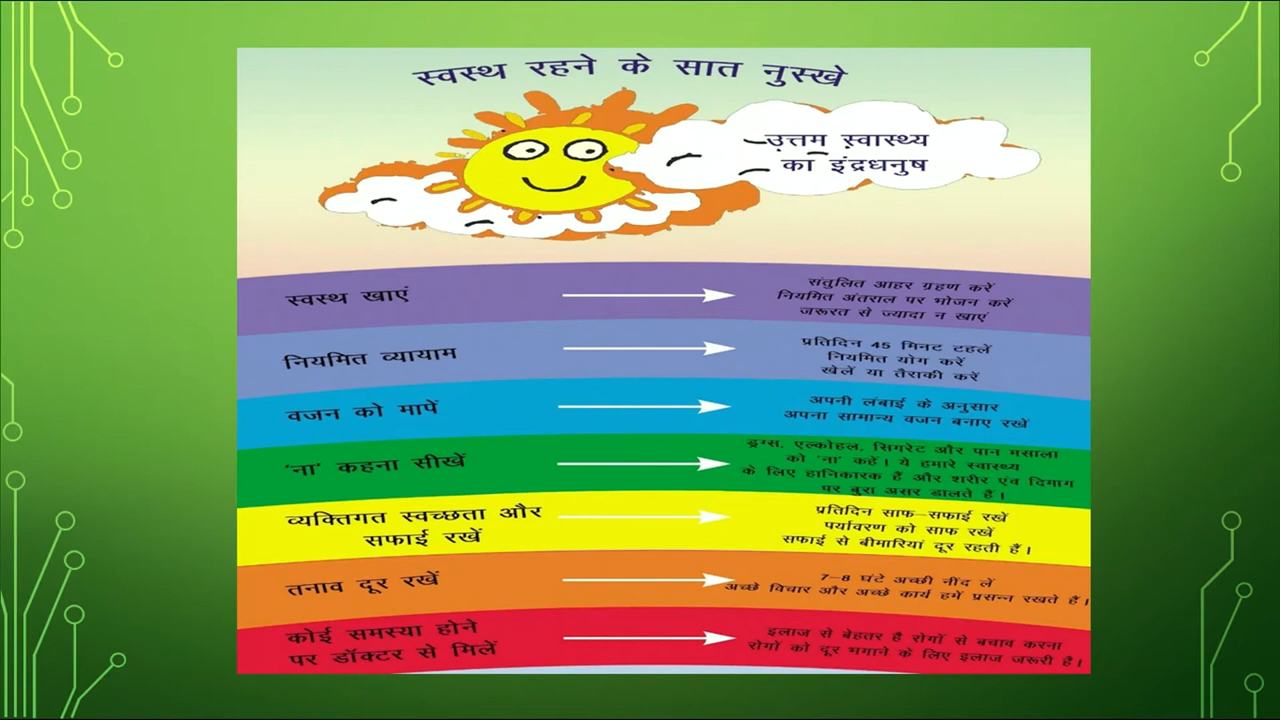 स्वस्थ रहने के सात नुस्खे
उत्तम स्वास्थ्य
का इंद्रधनुष
स्वस्थ खाएं
संतुलित आहर ग्रहण करें
नियमित अंतराल पर भोजन करें
जरूरत से ज्यादा न खाएं
नियमित व्यायाम
प्रतिदिन 45 मिनट टहलें
नियमित योग करें
खेलें या तैराकी करें
वजन को मापें
अपनी लंबाई के अनुसार
अपना सामान्य वजन बनाए रखें
'ना' कहना सीखें
ड्रग्स, एल्कोहल, सिगरेट और पान मसाला
को 'ना' कहें। ये हमारे स्वास्थ्य
के लिए हानिकारक हैं और शरीर एंव दिमाग
पर बुरा असर डालते हैं।
व्यक्तिगत स्वच्छता और
सफाई रखें
प्रतिदिन साफ–सफाई रखें
पर्यावरण को साफ रखें
सफाई से बीमारियां दूर रहती हैं।
तनाव दूर रखें
7–8 घंटे अच्छी नींद लें
अच्छे विचार और अच्छे कार्य हमें प्रसन्न रखते हैं।
कोई समस्या होने
पर डॉक्टर से मिलें
इलाज से बेहतर है रोगों से बचाव करना
रोगों को दूर भगाने के लिए इलाज जरूरी है।